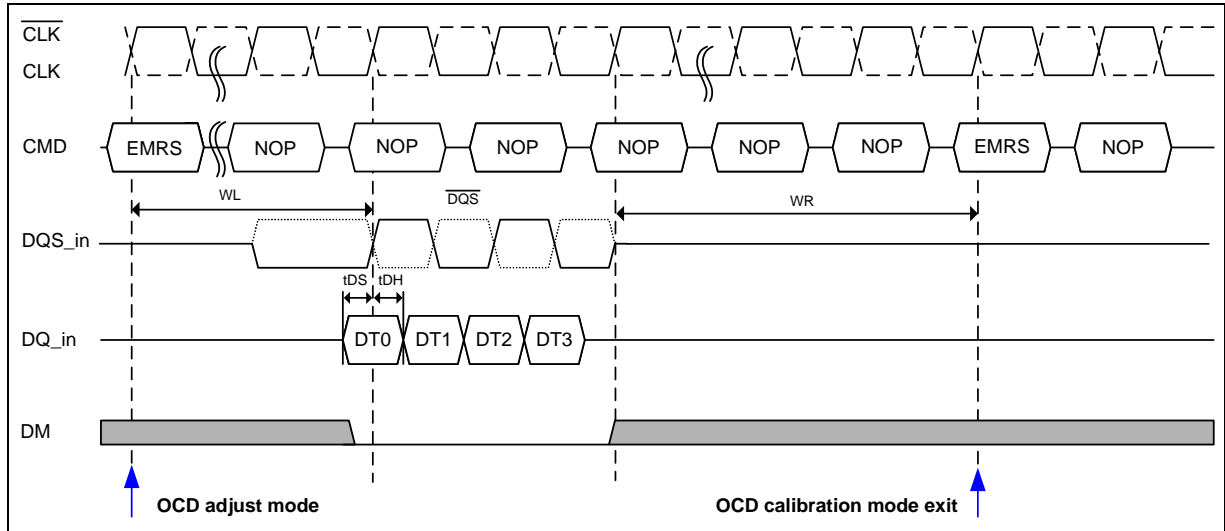 CLK
CLK
CMD EMRS NOP NOP NOP NOP NOP NOP EMRS NOP
WL DQS WR
DQS_in
tDS tDH
DQ_in DT0 DT1 DT2 DT3
DM
OCD adjust mode OCD calibration mode exit